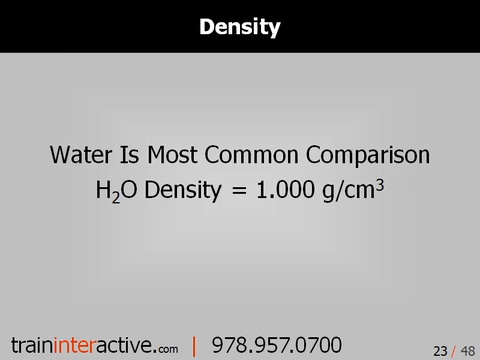 Density
Water Is Most Common Comparison
H₂O Density = 1.000 g/cm³
traininteractive.com | 978.957.0700
23 / 48